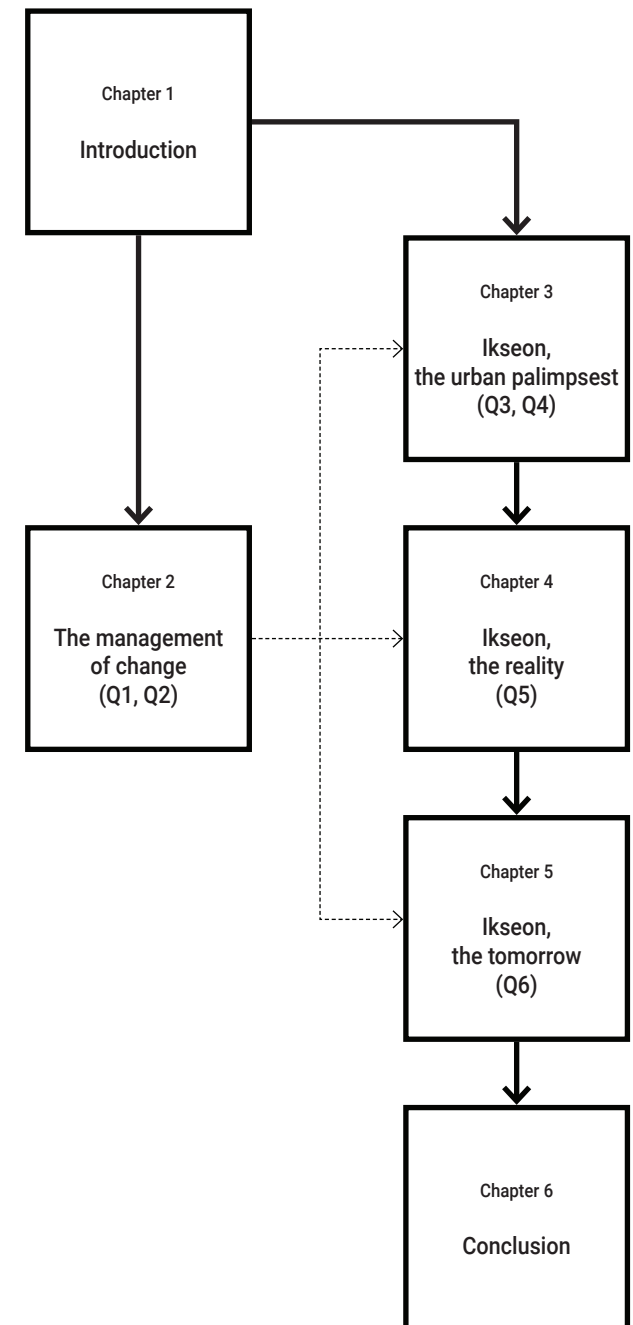 Chapter 1
Introduction
Chapter 3
Ikseon,
the urban palimpsest
(Q3, Q4)
Chapter 2
The management
of change
(Q1, Q2)
Chapter 4
Ikseon,
the reality
(Q5)
Chapter 5
Ikseon,
the tomorrow
(Q6)
Chapter 6
Conclusion